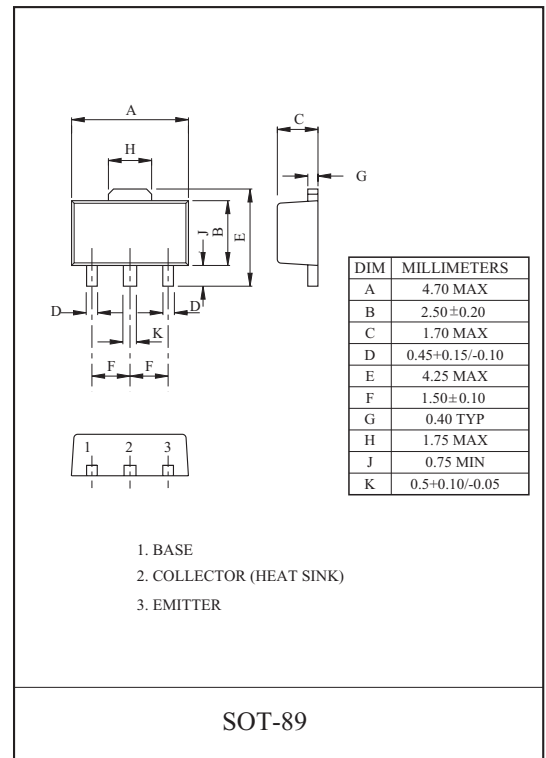 A
H
C
G
J
B
E
D
D
K
F
F
DIM MILLIMETERS
A 4.70 MAX
B 2.50±0.20
C 1.70 MAX
D 0.45+0.15/-0.10
E 4.25 MAX
F 1.50±0.10
G 0.40 TYP
H 1.75 MAX
J 0.75 MIN
K 0.5+0.10/-0.05
1 2 3
1. BASE
2. COLLECTOR (HEAT SINK)
3. EMITTER
SOT-89